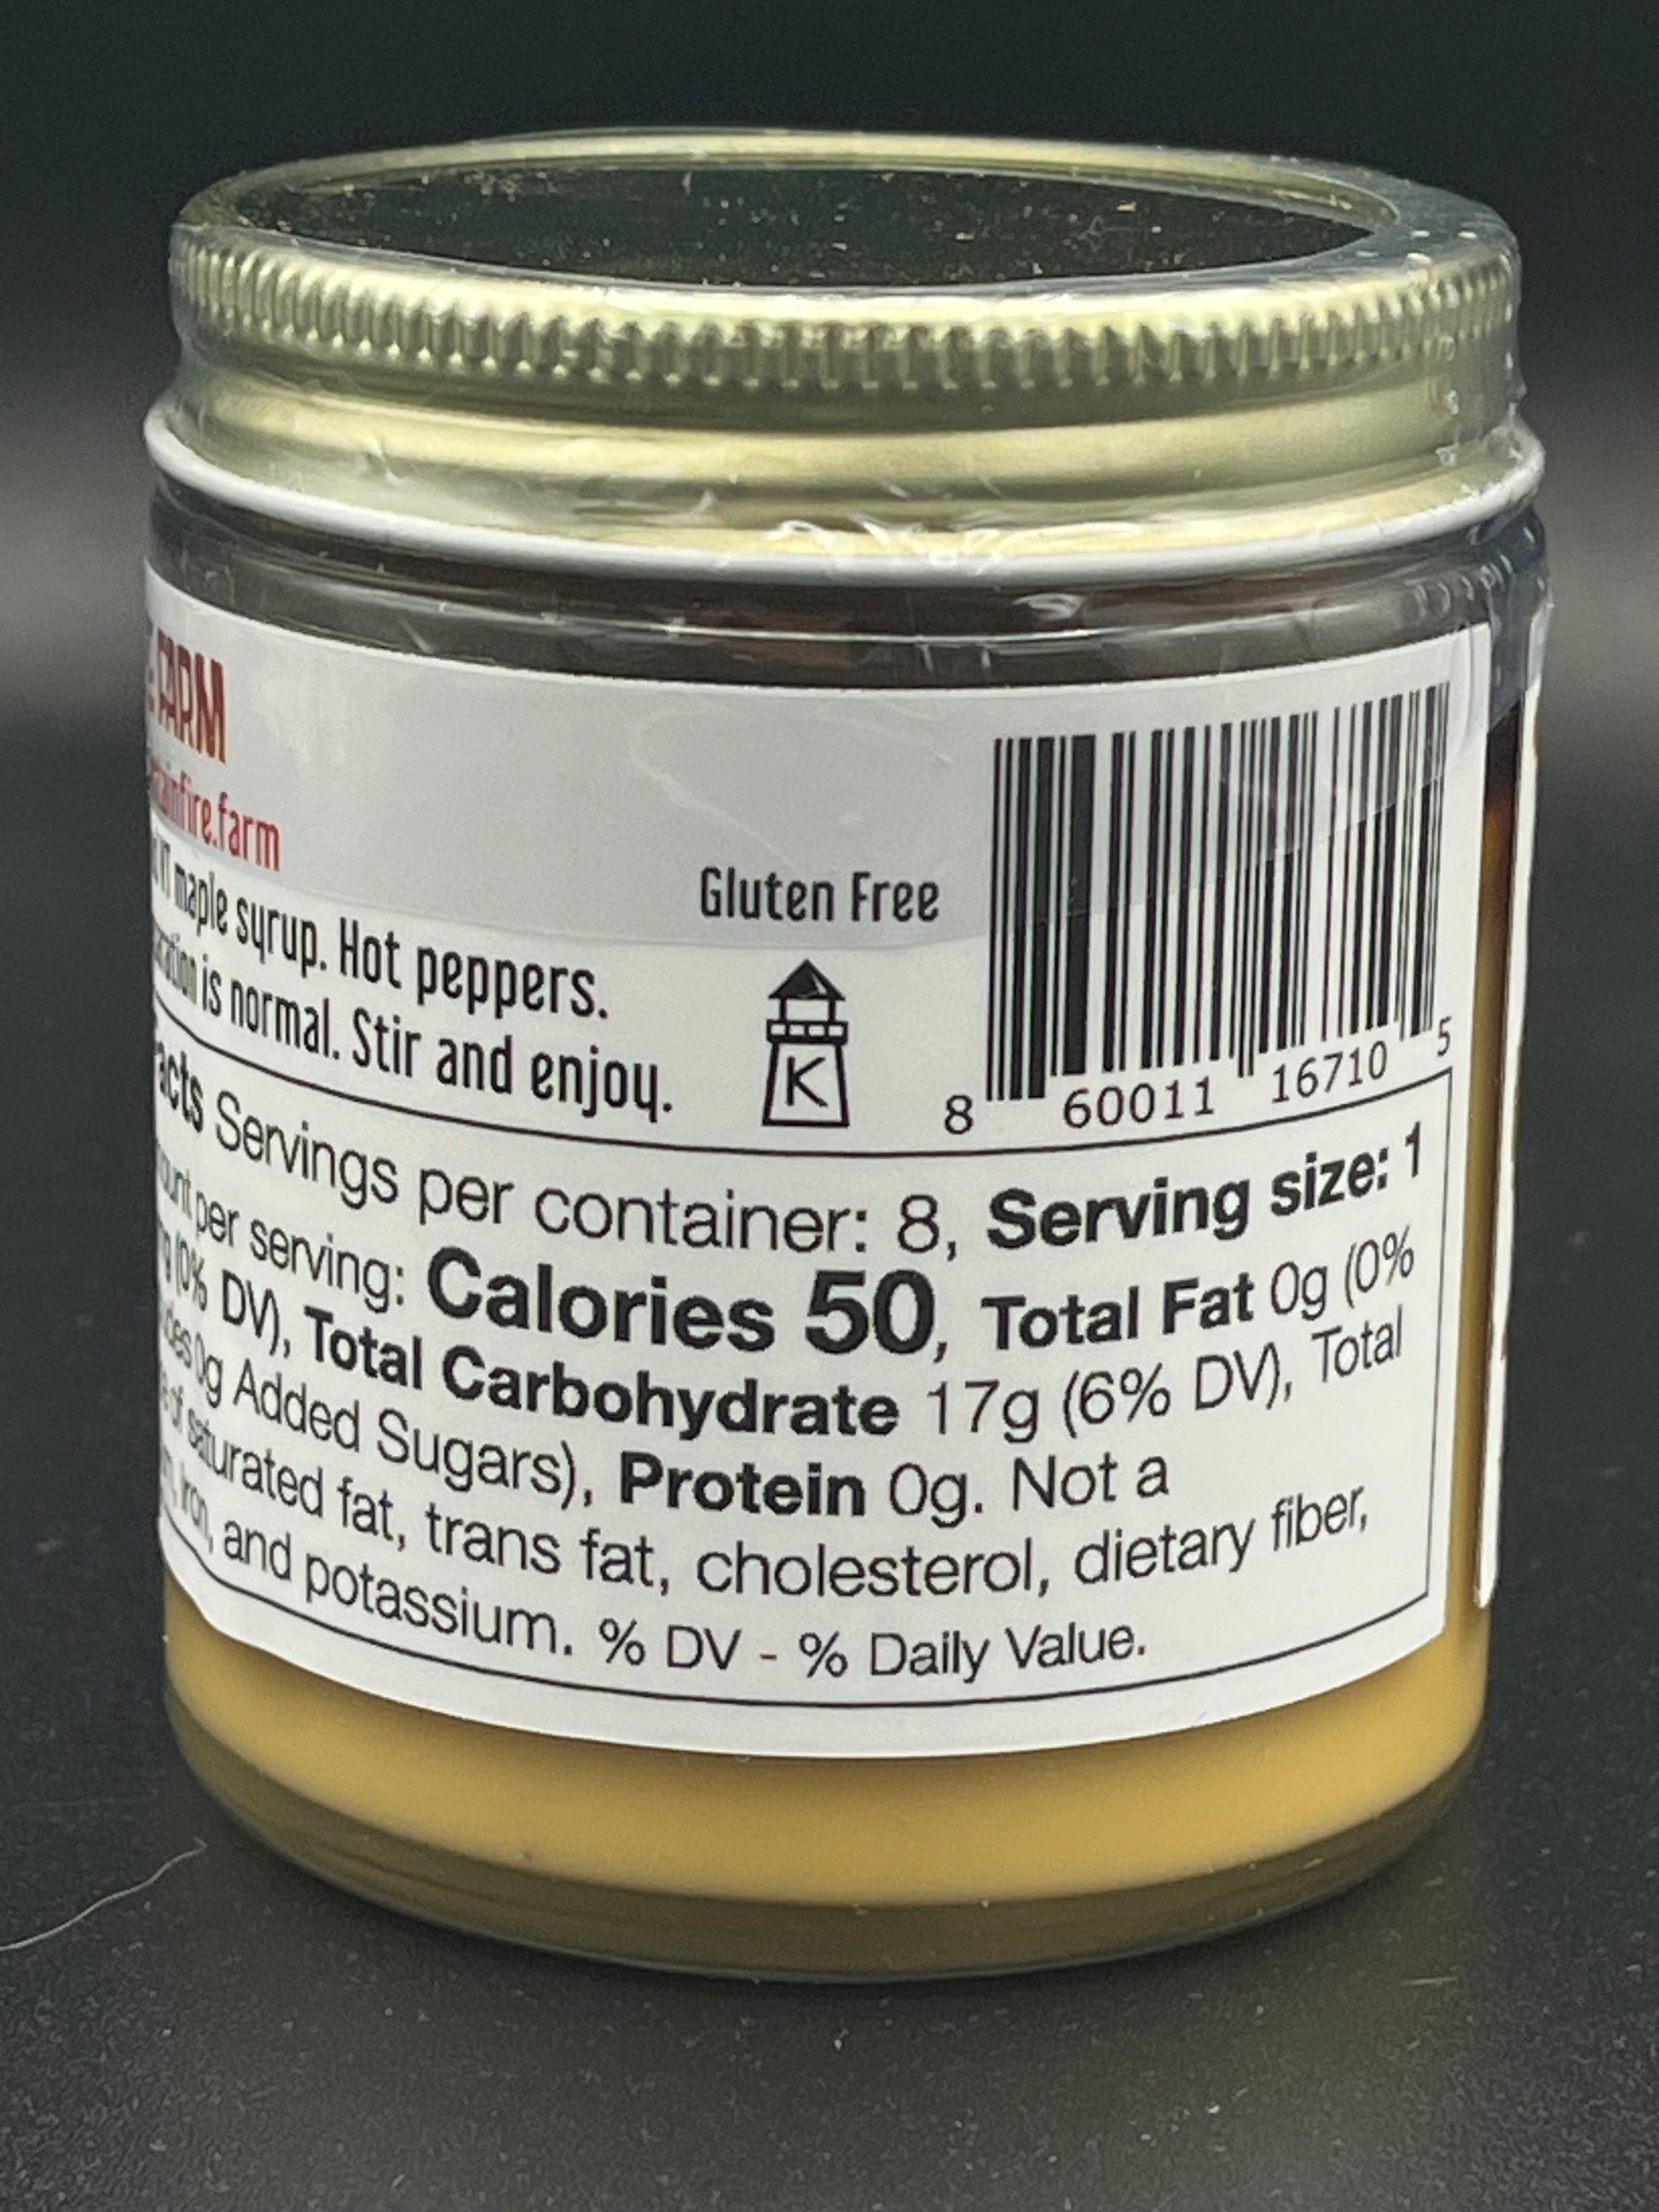 FARM
fire.farm
Gluten Free
VT maple syrup. Hot peppers.
is normal. Stir and enjoy.
K
8 60011 16710 5
acts Servings per container: 8, Serving size: 1
per serving: Calories 50, Total Fat 0g (0%
(0% DV), Total Carbohydrate 17g (6% DV), Total
0g Added Sugars), Protein 0g. Not a
of saturated fat, trans fat, cholesterol, dietary fiber,
Iron, and potassium. % DV - % Daily Value.